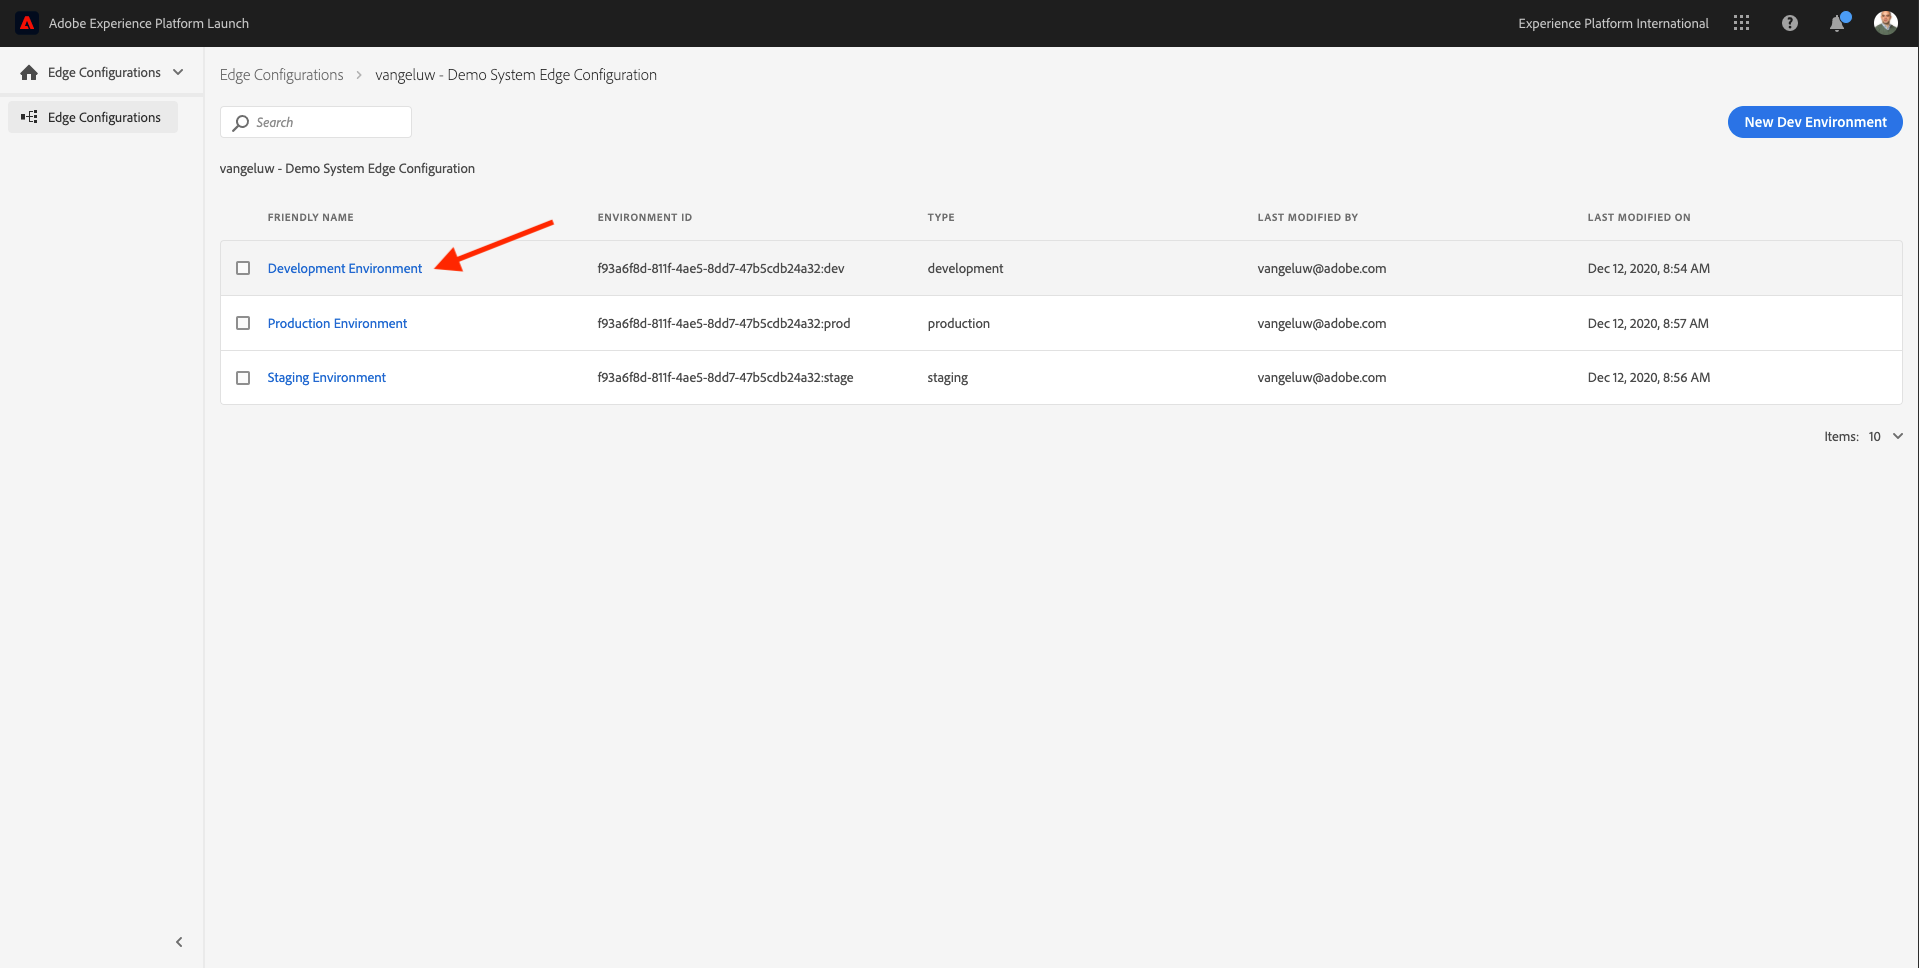 Adobe Experience Platform Launch
Experience Platform International
Edge Configurations
Edge Configurations
Edge Configurations > vangeluw - Demo System Edge Configuration
Search
New Dev Environment
vangeluw - Demo System Edge Configuration
FRIENDLY NAME ENVIRONMENT ID TYPE LAST MODIFIED BY LAST MODIFIED ON
Development Environment f93a6f8d-811f-4ae5-8dd7-47b5cdb24a32:dev development vangeluw@adobe.com Dec 12, 2020, 8:54 AM
Production Environment f93a6f8d-811f-4ae5-8dd7-47b5cdb24a32:prod production vangeluw@adobe.com Dec 12, 2020, 8:57 AM
Staging Environment f93a6f8d-811f-4ae5-8dd7-47b5cdb24a32:stage staging vangeluw@adobe.com Dec 12, 2020, 8:56 AM
Items: 10